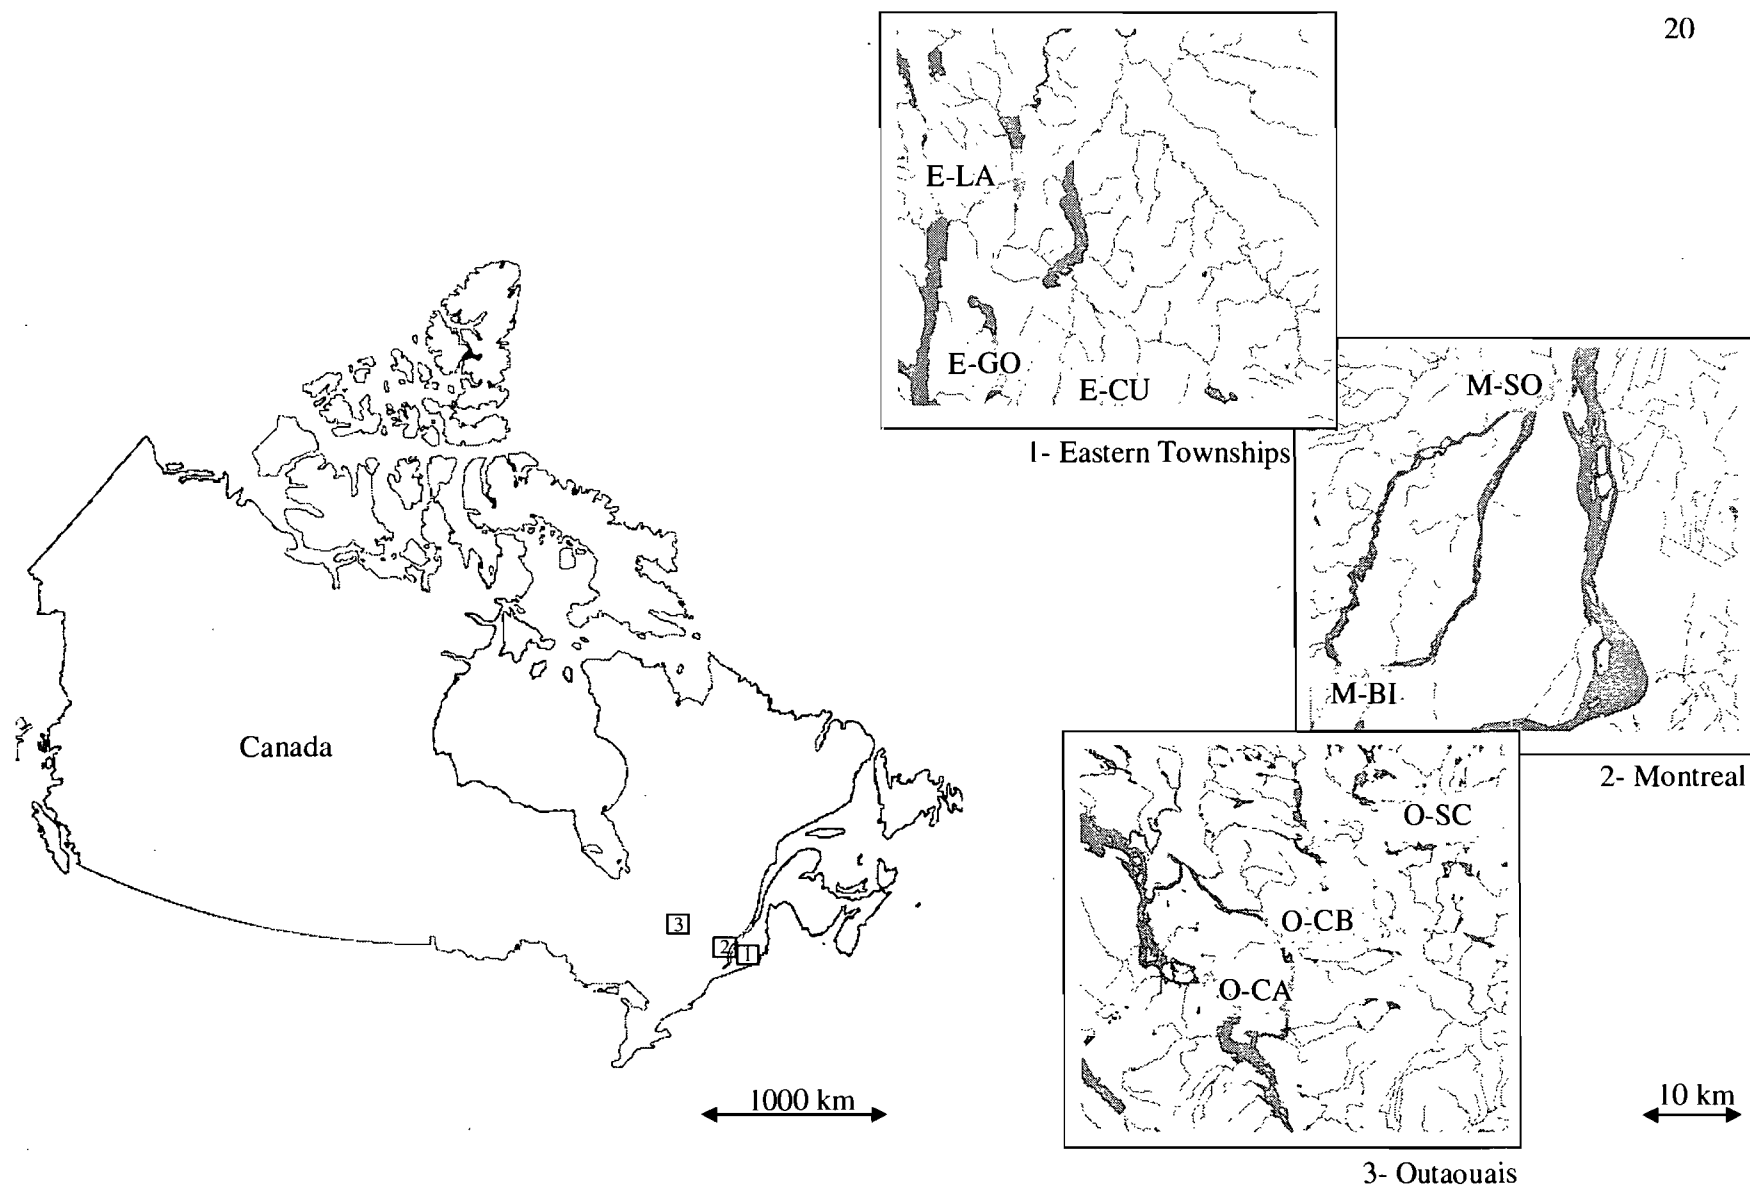 20
E-LA
E-GO
E-CU
1- Eastern Townships
M-SO
M-BI
2- Montreal
Canada
O-SC
O-CB
O-CA
3
2
1
1000 km
10 km
3- Outaouais